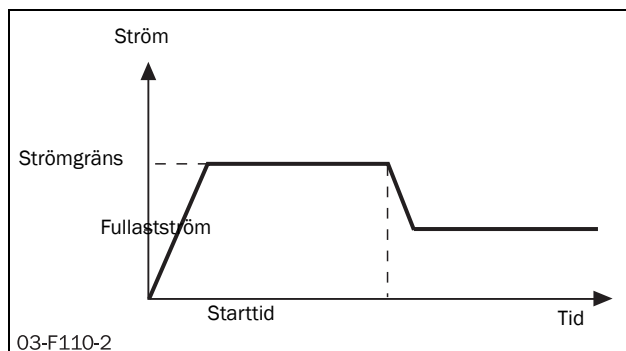 Ström
Strömgräns
Fullastström
Starttid
Tid
03-F110-2